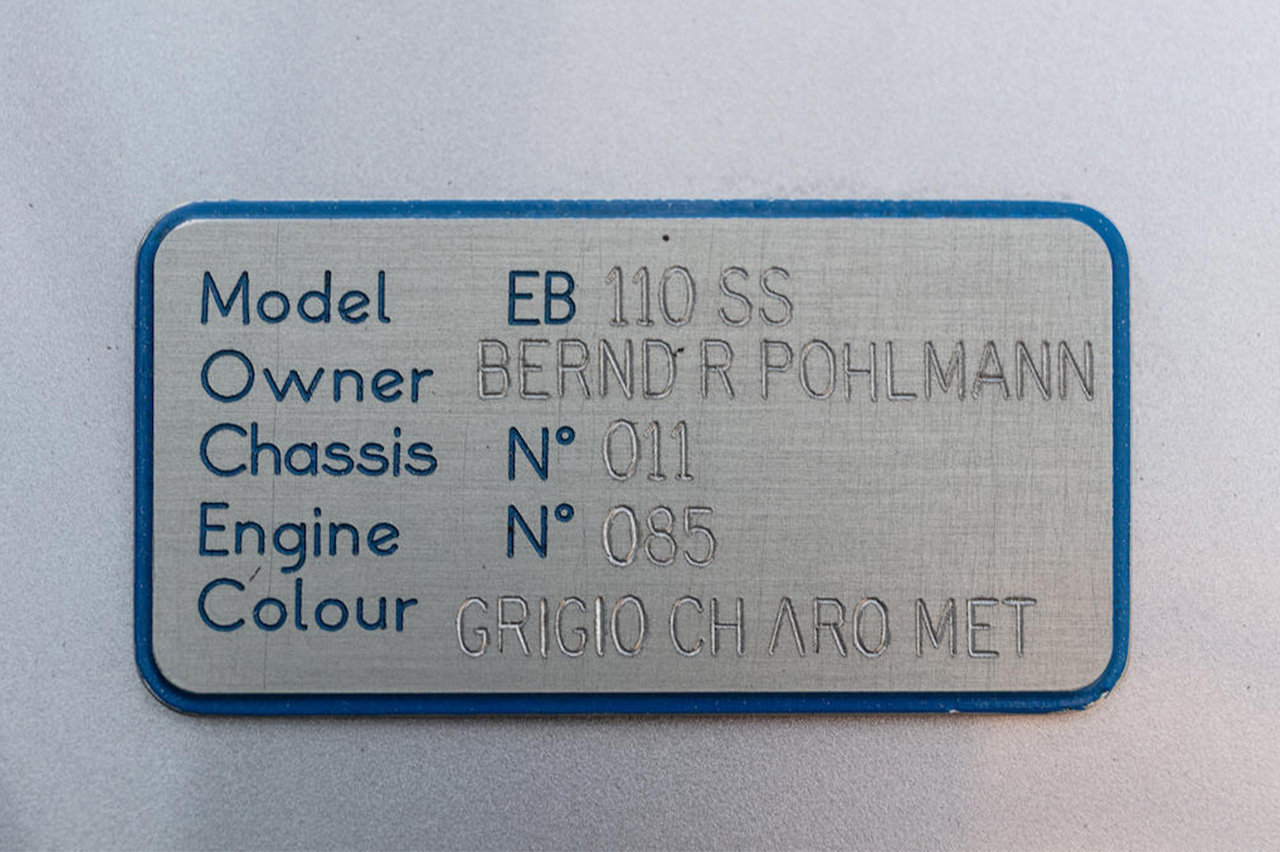 Model EB 110 SS
Owner BERND R POHLMANN
Chassis N° 011
Engine N° 085
Colour GRIGIO CH ARO MET